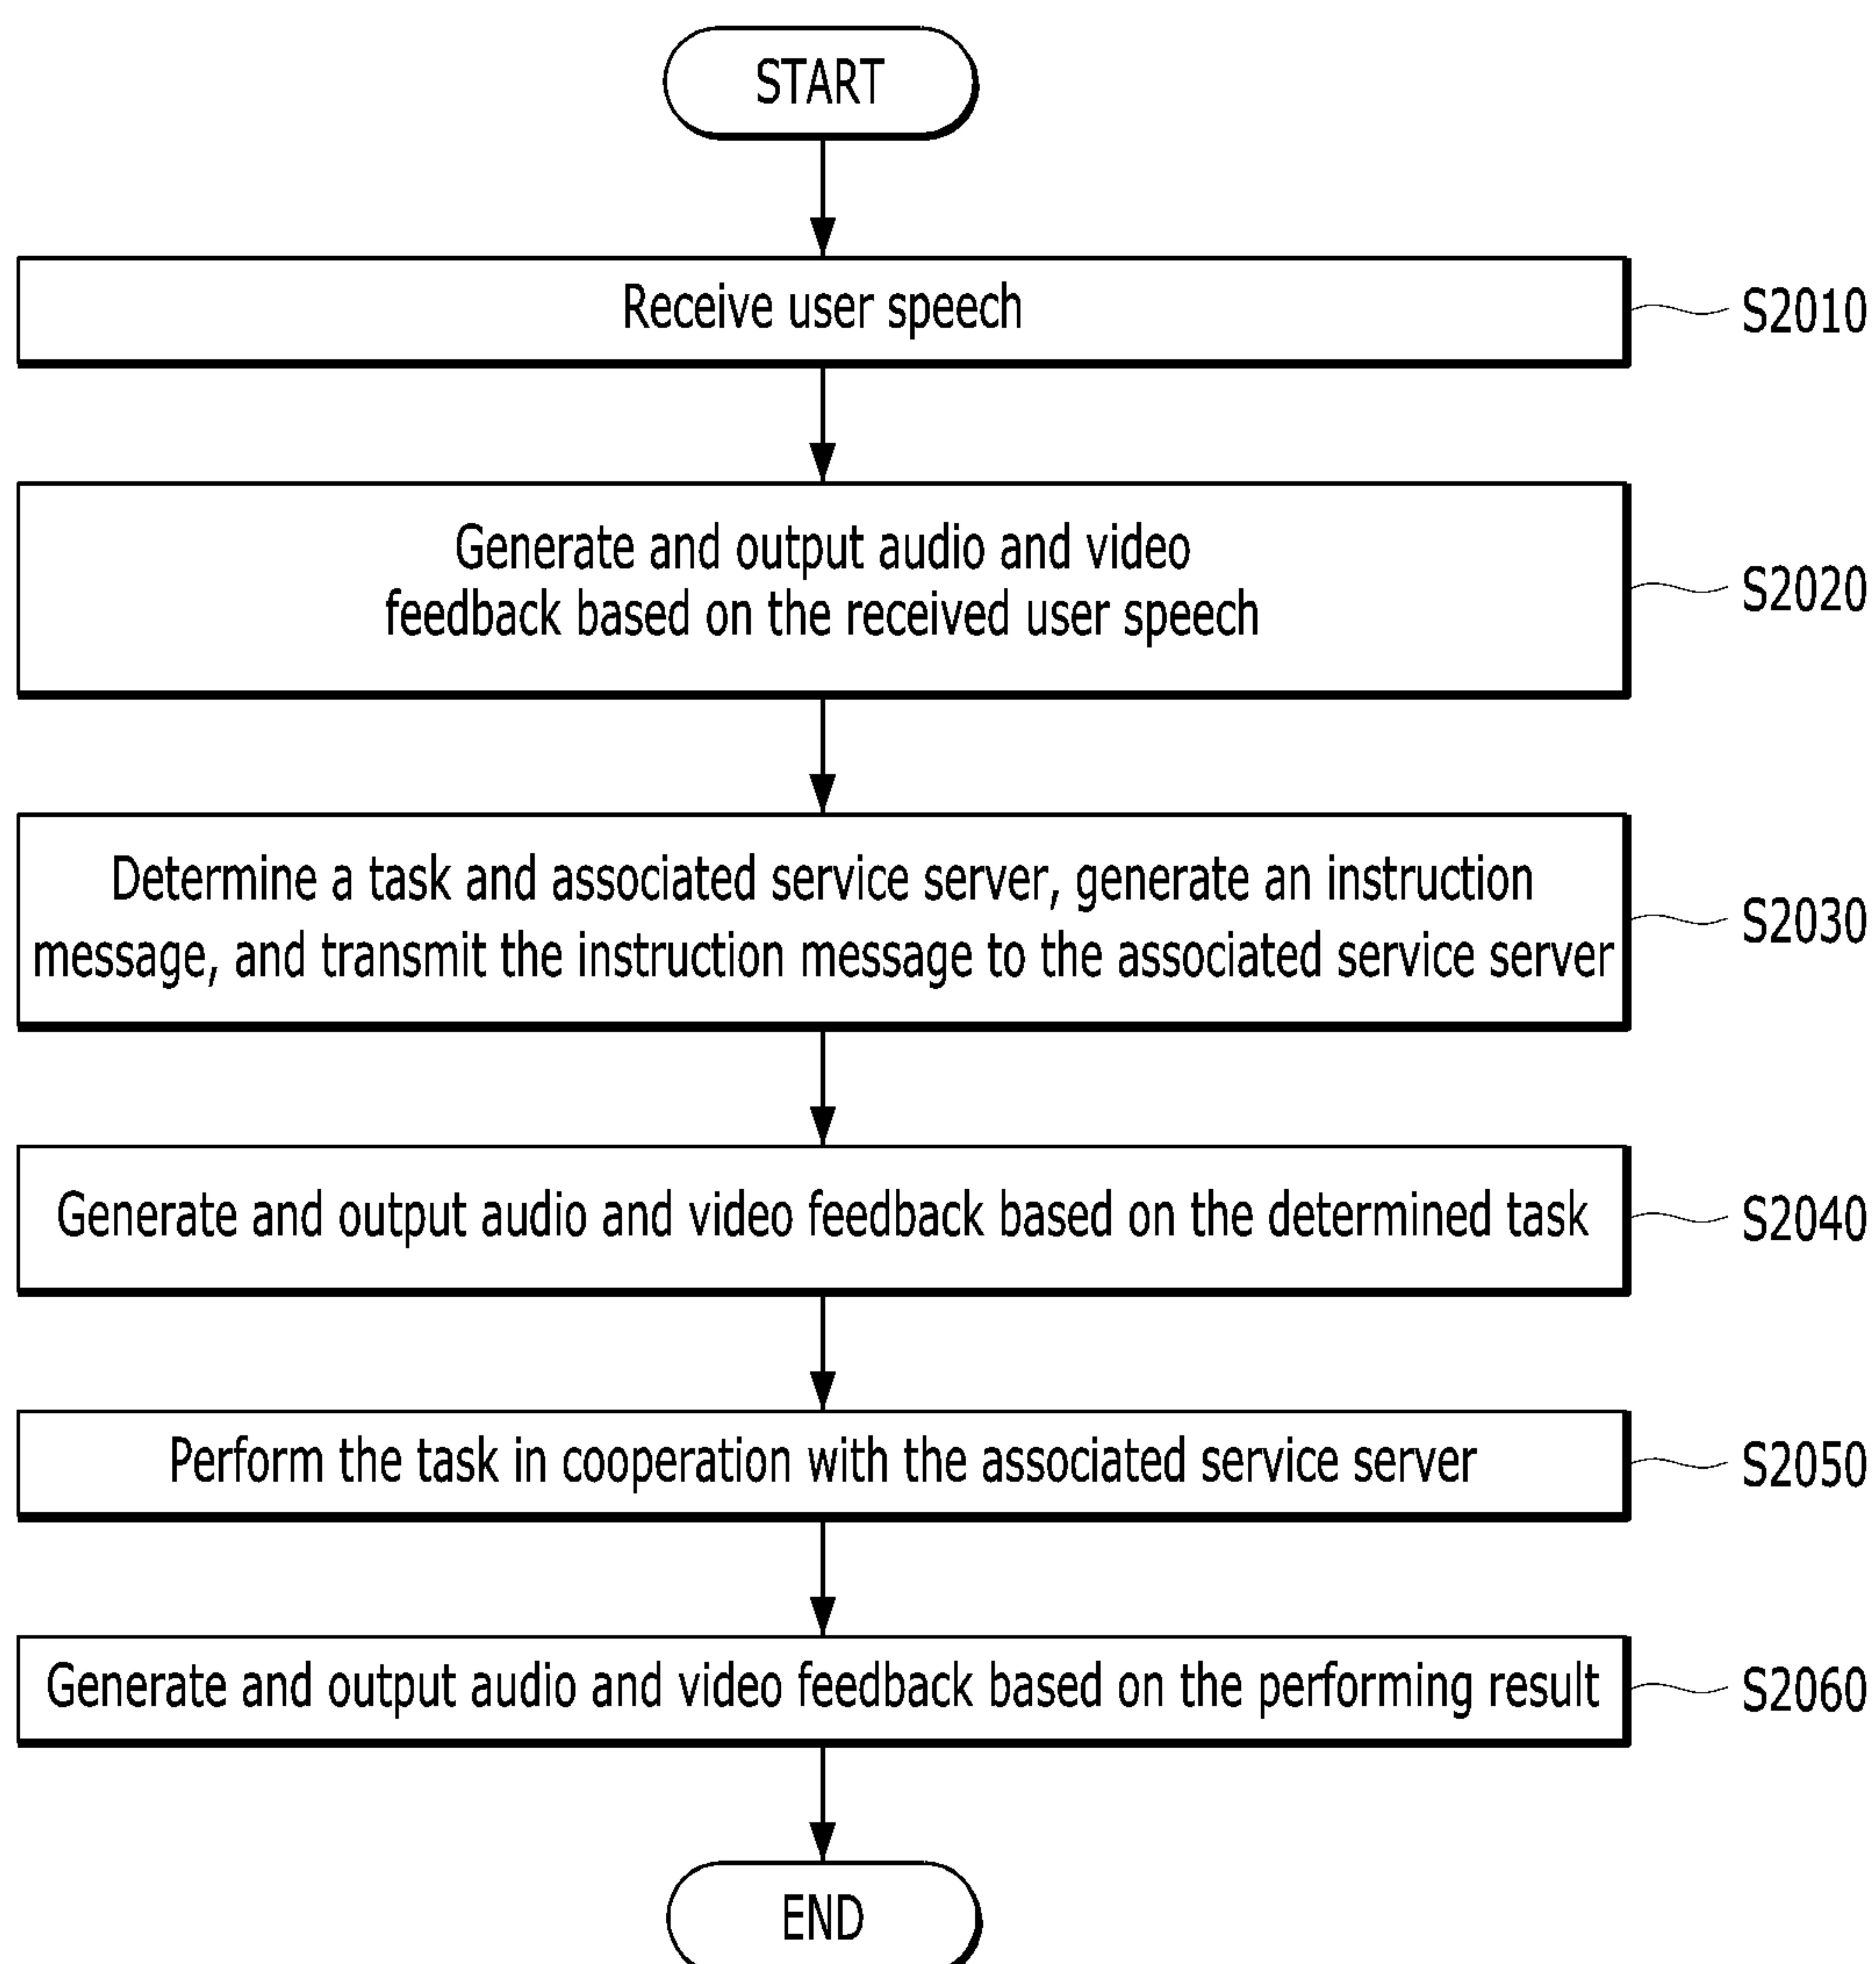 START
Receive user speech
S2010
Generate and output audio and video
feedback based on the received user speech
S2020
Determine a task and associated service server, generate an instruction
message, and transmit the instruction message to the associated service server
S2030
Generate and output audio and video feedback based on the determined task
S2040
Perform the task in cooperation with the associated service server
S2050
Generate and output audio and video feedback based on the performing result
S2060
END